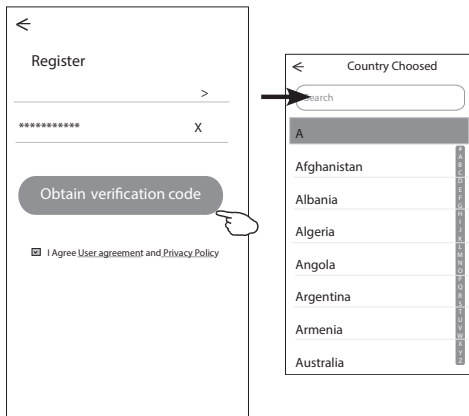 Register
>
***********
X
Obtain verification code
I Agree User agreement and Privacy Policy
Country Choosed
Search
A
Afghanistan
Albania
Algeria
Angola
Argentina
Armenia
Australia
#
A
B
C
D
E
F
G
H
I
J
K
L
M
N
O
P
Q
R
S
T
U
V
W
X
Y
Z